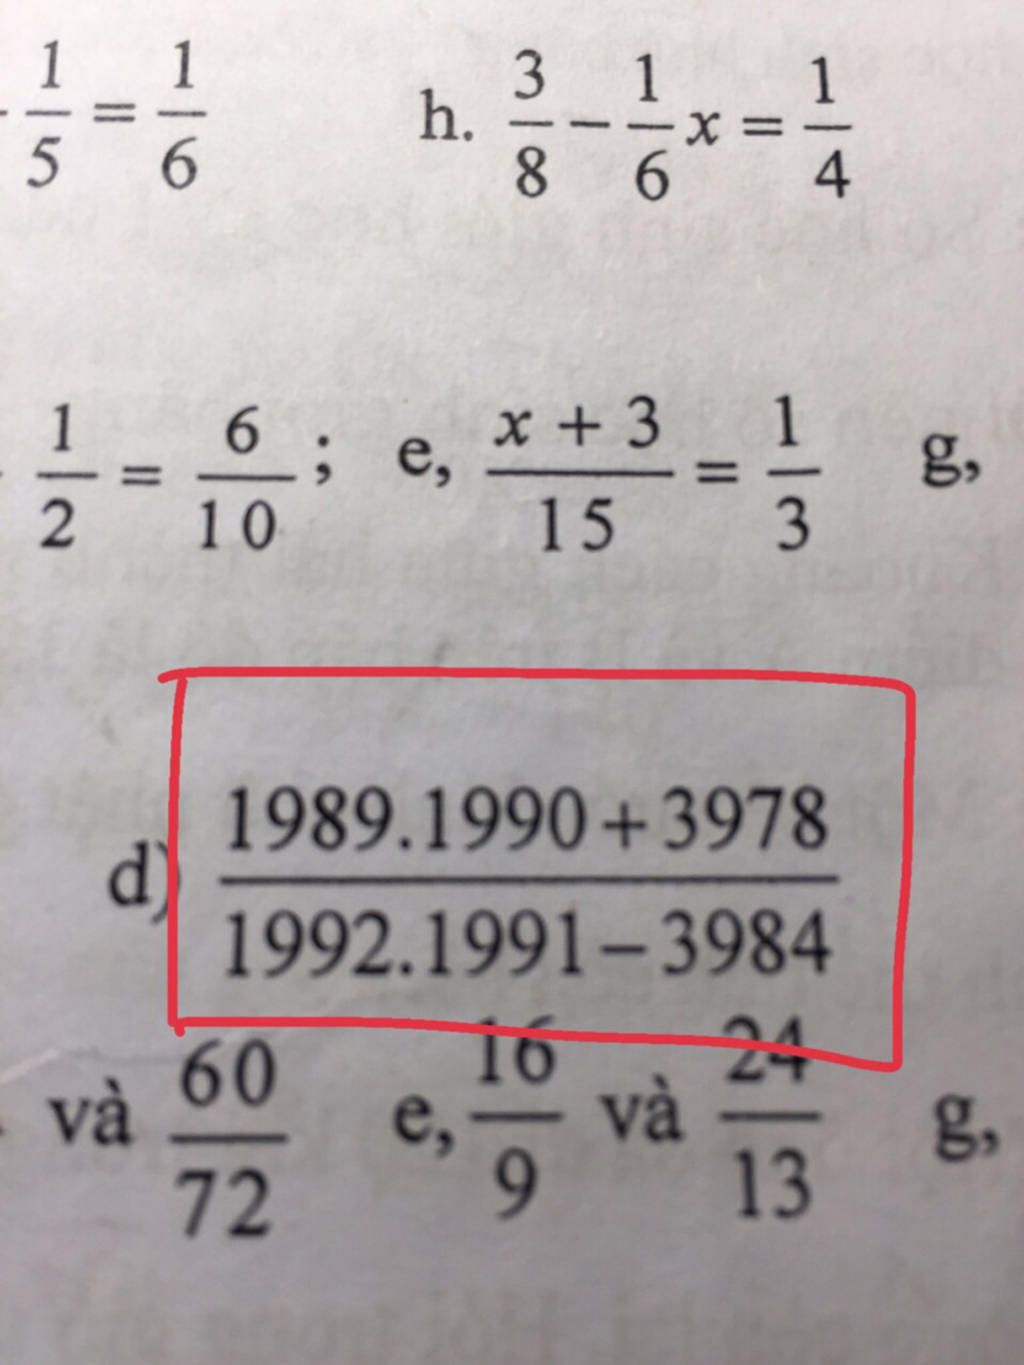 1/5 = 1/6 h. 3/8 − 1/6 x = 1/4
1/2 = 6/10 ; e, x + 3/15 = 1/3 g,
d) 1989.1990 + 3978
1992.1991 − 3984
và 60/72 e, 16/9 và 24/13 g,